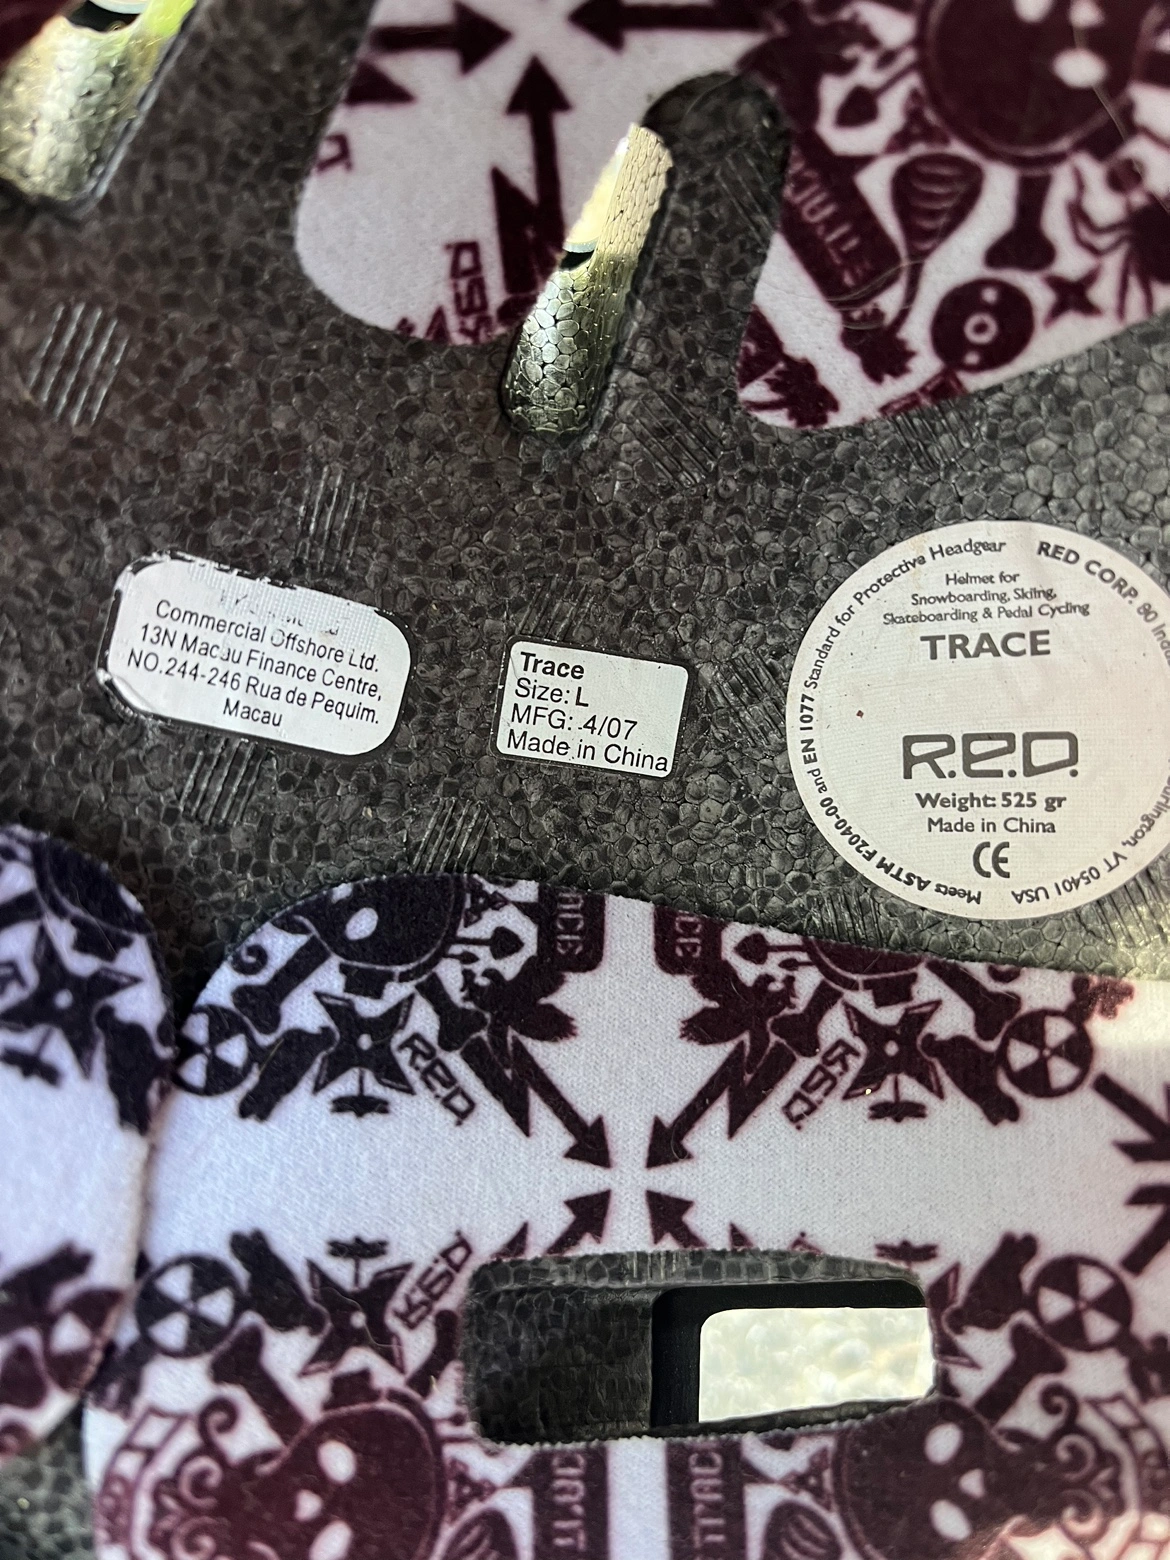 Commercial Offshore Ltd.
13N Macau Finance Centre,
NO.244-246 Rua de Pequim.
Macau
Trace
Size: L
MFG: 4/07
Made in China
Meets ASTM F2040-00 and EN 1077 Standard for Protective Headgear
RED CORP. 80
VT 05401 USA
Helmet for
Snowboarding, Skiing,
Skateboarding & Pedal Cycling
TRACE
R.E.D.
Weight: 525 gr
Made in China
CE
R.E.D.
R.E.D.
R.E.D.